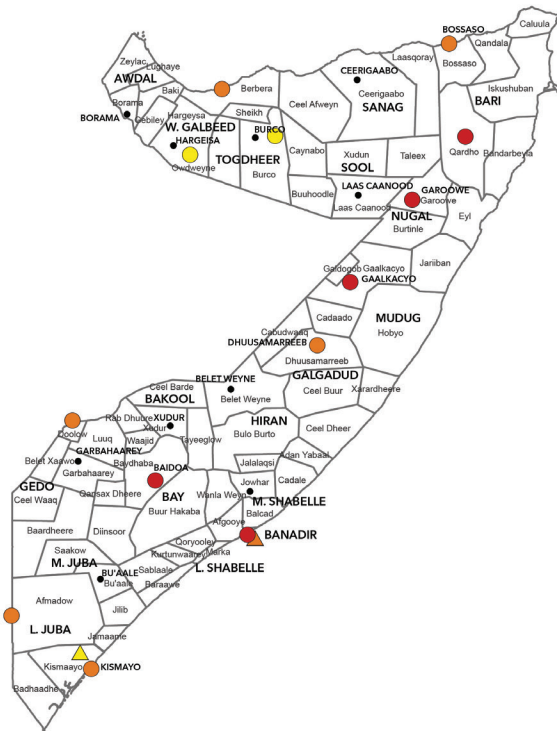 Caluula
BOSSASO
Qandala
Zeylac
Lughaye
Laasqoray
Bossaso
AWDAL
Baki
Berbera
CEERIGAABO
Iskushuban
Borama
Ceel Afweyn
Ceerigaabo
BARI
BORAMA
Gebiley
Hargeysa
Sheikh
SANAG
W. GALBEED
BURCO
Qardho
HARGEISA
TOGDHEER
Caynabo
Xudun
Taleex
Bandarbeyla
Owdweyne
SOOL
Burco
Buuhoodle
LAAS CAANOOD
GAROOWE
Laas Caanood
Garoowe
NUGAL
Eyl
Burtinle
Galdogob
Gaalkacyo
Jariiban
GAALKACYO
Cadaado
MUDUG
Cabudwaaq
Hobyo
DHUUSAMARREEB
Dhuusamarreeb
BELET WEYNE
GALGADUD
Ceel Barde
Belet Weyne
Ceel Buur
Xarardheere
BAKOOL
Rab Dhuure
XUDUR
HIRAN
Xudur
Ceel Dheer
Doolow
Luuq
Waajid
Tayeeglow
Bulo Burto
GARBAHAAREY
Belet Xaawo
Baydhaba
Jalalaqsi
Adan Yabaal
Garbahaarey
BAIDOA
GEDO
Qansax Dheere
BAY
Jowhar
Cadale
Ceel Waaq
Wanla Weyn
M. SHABELLE
Buur Hakaba
Balcad
Baardheere
Diinsoor
Afgooye
BANADIR
Qoryooley
Saakow
Kurtunwaarey
Marka
M. JUBA
Sablaale
L. SHABELLE
BU'AALE
Bu'aale
Baraawe
Afmadow
Jilib
L. JUBA
Jamaame
Kismaayo
KISMAYO
Badhaadhe